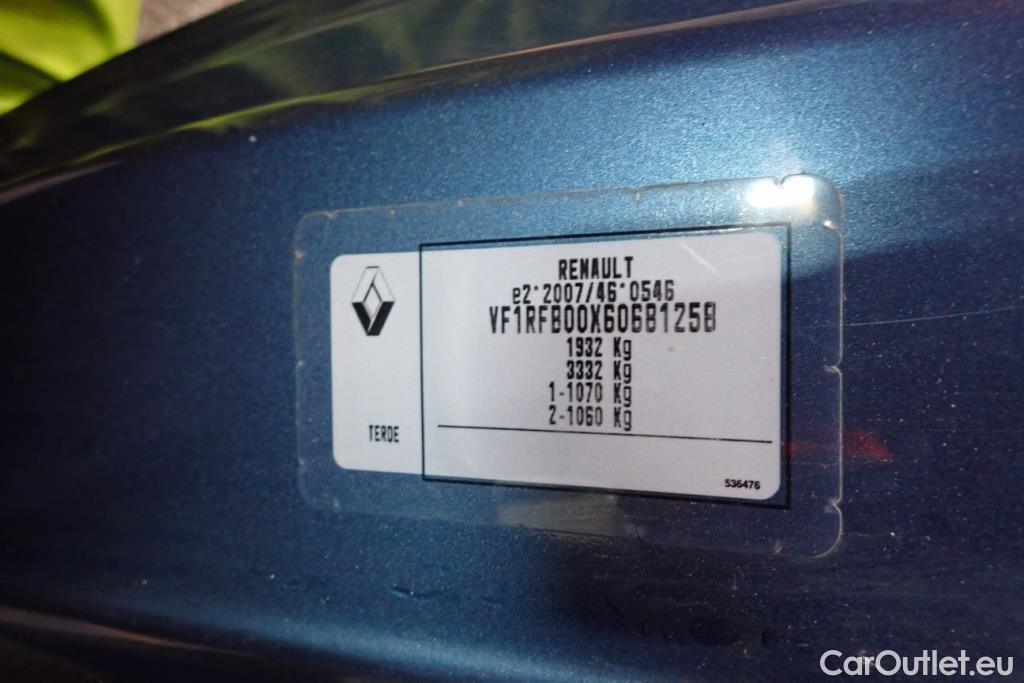 RENAULT
e2*2007/46*0546
VF1RFB00X60681258
1932 Kg
3332 Kg
1-1070 Kg
2-1060 Kg
TERDE
536476
CarOutlet.eu